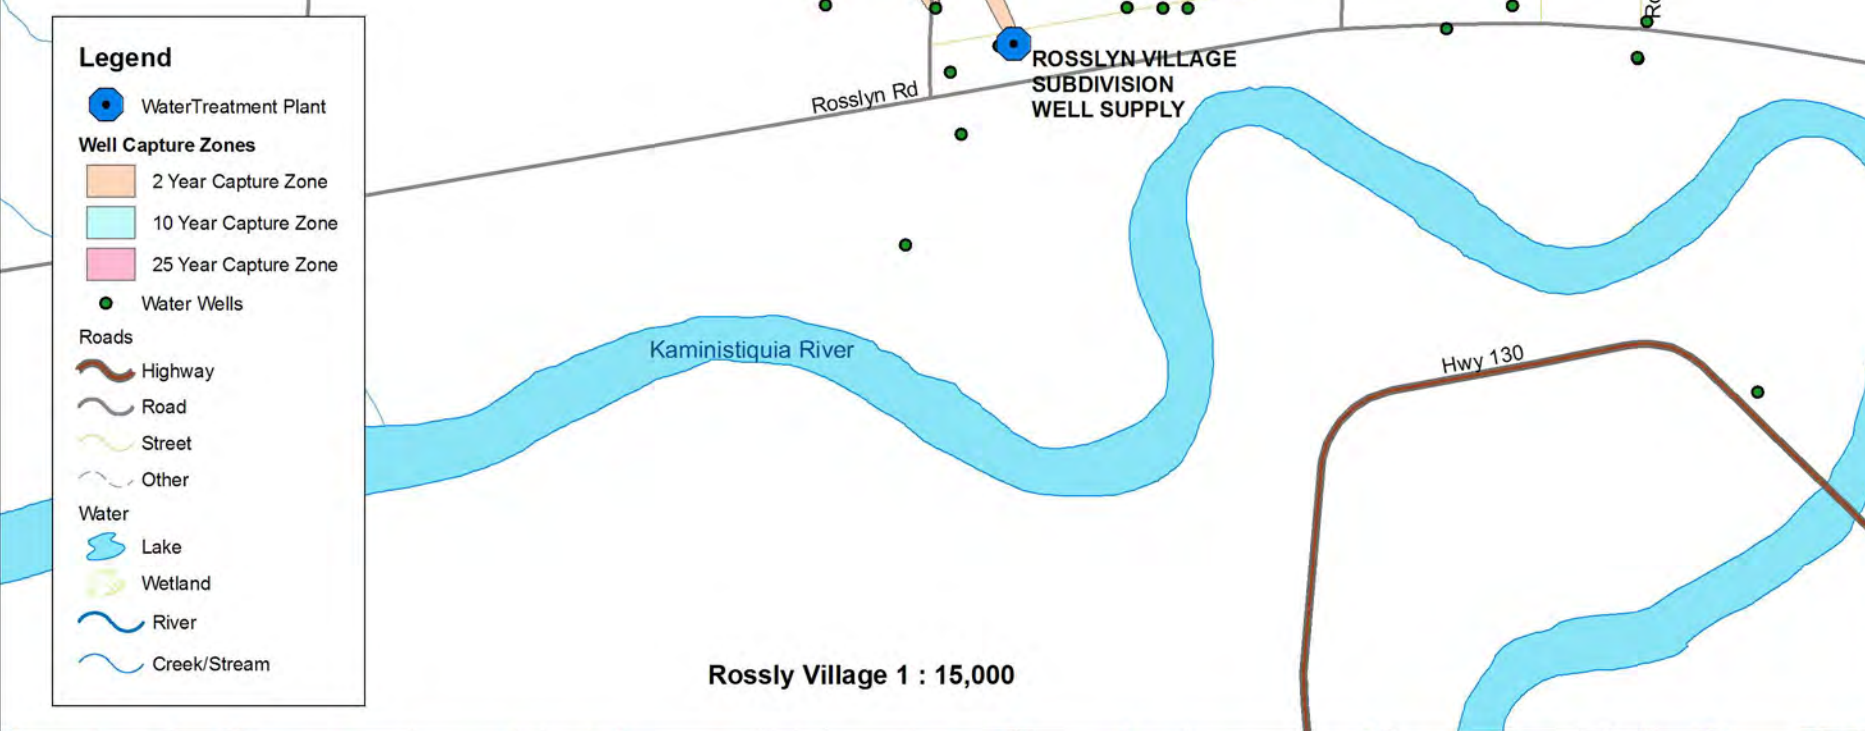 Legend
WaterTreatment Plant
Well Capture Zones
2 Year Capture Zone
10 Year Capture Zone
25 Year Capture Zone
Water Wells
Roads
Highway
Road
Street
Other
Water
Lake
Wetland
River
Creek/Stream
Rosslyn Rd
ROSSLYN VILLAGE
SUBDIVISION
WELL SUPPLY
Kaministiquia River
Hwy 130
Rossly Village 1 : 15,000